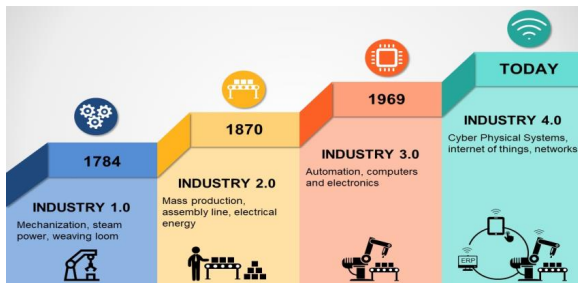 1784
INDUSTRY 1.0
Mechanization, steam
power, weaving loom
1870
INDUSTRY 2.0
Mass production,
assembly line, electrical
energy
1969
INDUSTRY 3.0
Automation, computers
and electronics
TODAY
INDUSTRY 4.0
Cyber Physical Systems,
internet of things, networks
ERP